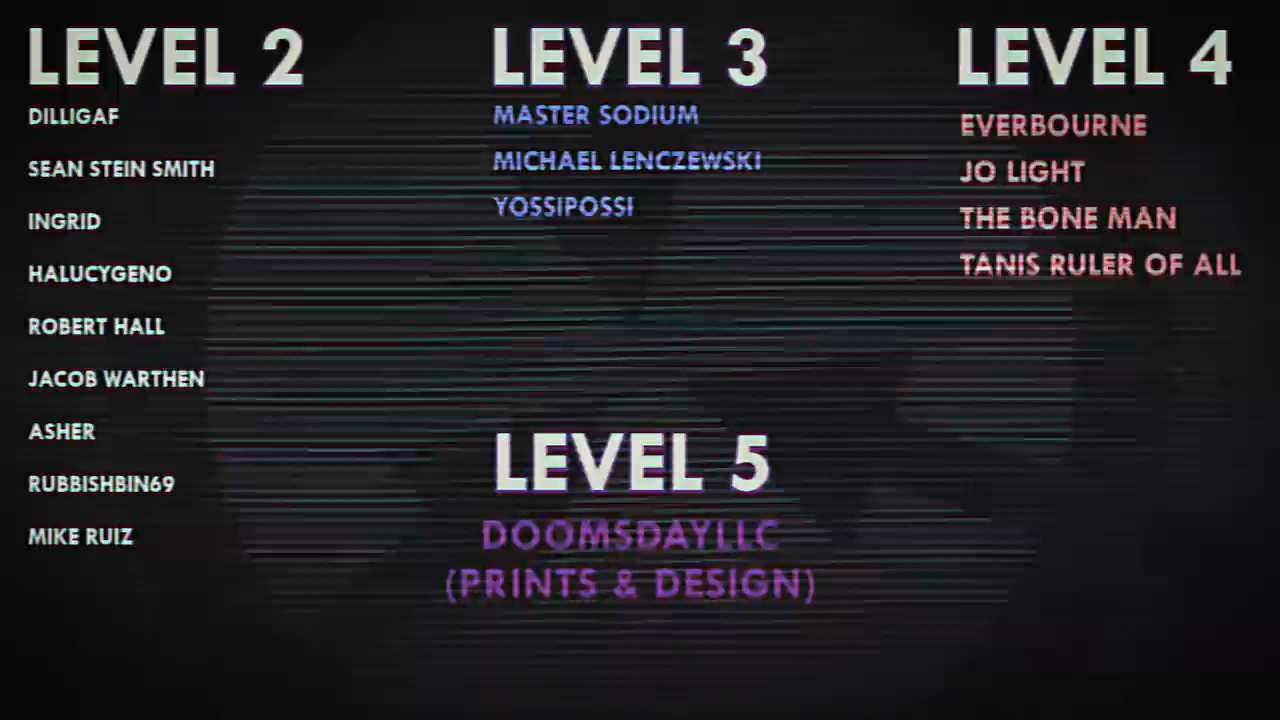 LEVEL 2
DILLIGAF
SEAN STEIN SMITH
INGRID
HALUCYGENO
ROBERT HALL
JACOB WARTHEN
ASHER
RUBBISHBIN69
MIKE RUIZ
LEVEL 3
MASTER SODIUM
MICHAEL LENCZEWSKI
YOSSIPOSSI
LEVEL 4
EVERBOURNE
JO LIGHT
THE BONE MAN
TANIS RULER OF ALL
LEVEL 5
DOOMSDAYLLC
(PRINTS & DESIGN)